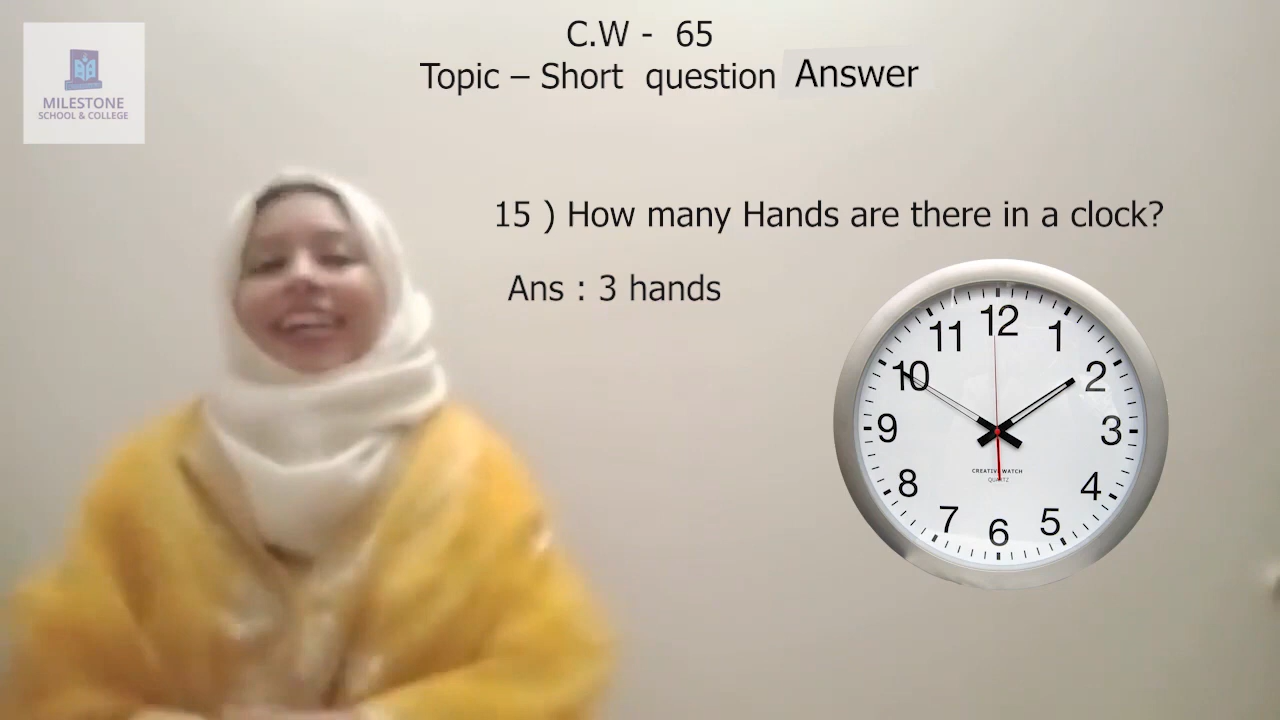 C.W - 65
Topic – Short question Answer
MILESTONE
SCHOOL & COLLEGE
15 ) How many Hands are there in a clock?
Ans : 3 hands
12
11 1
10 2
9 3
8 4
7 5
6
CREATIVE WATCH
QUARTZ